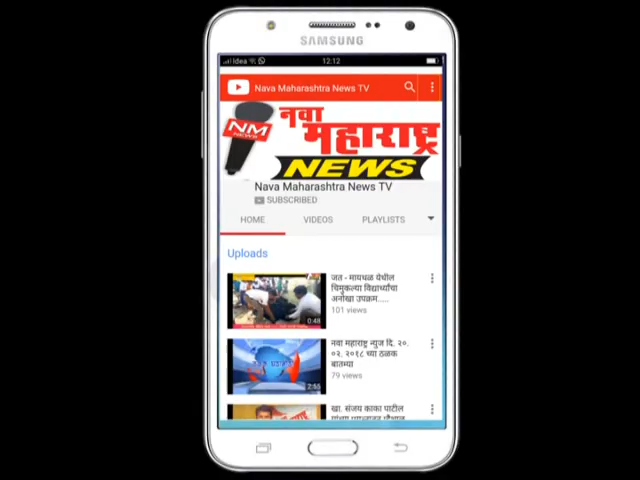 SAMSUNG
Idea
12:12
Nava Maharashtra News TV
नवा
महाराष्ट्र
NM
NEWS
NEWS
Nava Maharashtra News TV
SUBSCRIBED
HOME VIDEOS PLAYLISTS
Uploads
जत - मायथळ येथील
चिमुकल्या विद्यार्थ्यांचा
अनोखा उपक्रम.....
101 views
0:48
नवा महाराष्ट्र न्युज दि. २०.
०२. २०१८ च्या ठळक
बातम्या
79 views
2:55
खा. संजय काका पाटील